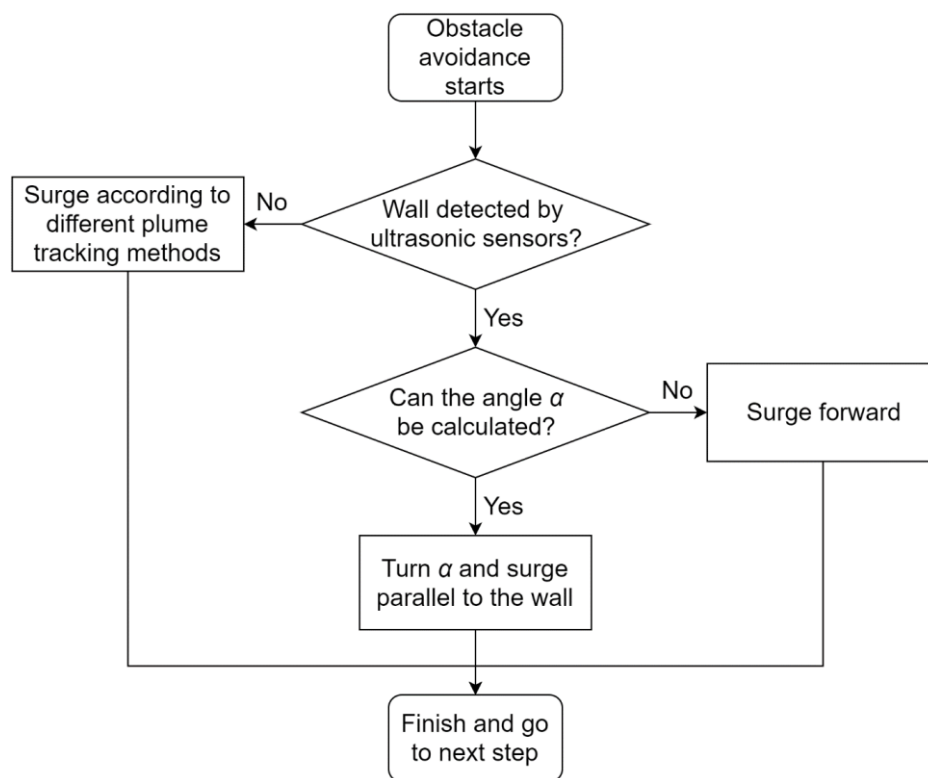 Obstacle
avoidance
starts
Surge according to
different plume
tracking methods
No
Wall detected by
ultrasonic sensors?
Yes
Can the angle α
be calculated?
No
Surge forward
Yes
Turn α and surge
parallel to the wall
Finish and go
to next step